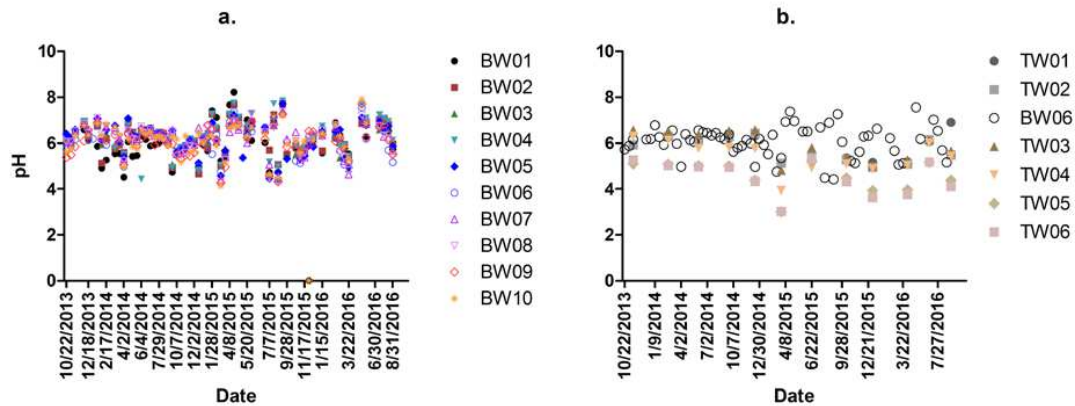 a.
10
8
6
4
2
0
pH
10/22/2013
12/18/2013
2/17/2014
4/2/2014
6/4/2014
7/29/2014
10/7/2014
12/2/2014
1/28/2015
4/8/2015
5/20/2015
7/7/2015
9/28/2015
11/17/2015
1/15/2016
3/22/2016
6/30/2016
8/31/2016
Date
BW01
BW02
BW03
BW04
BW05
BW06
BW07
BW08
BW09
BW10
b.
10
8
6
4
2
0
10/22/2013
1/9/2014
4/2/2014
7/2/2014
10/7/2014
12/30/2014
4/8/2015
6/22/2015
9/28/2015
12/21/2015
3/22/2016
7/27/2016
Date
TW01
TW02
BW06
TW03
TW04
TW05
TW06